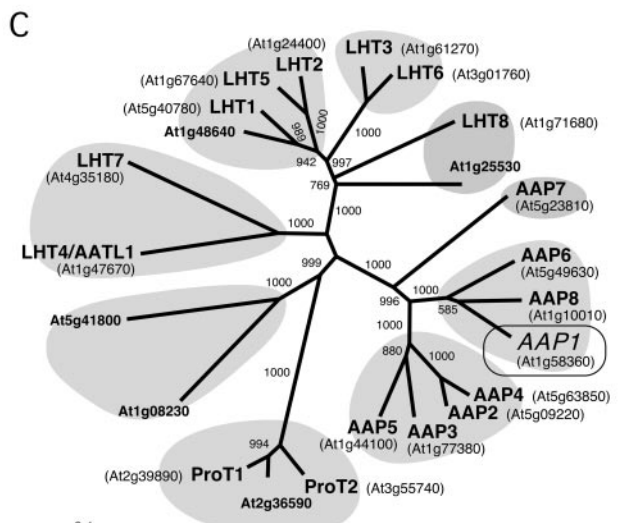 C
(At1g24400)
LHT2
LHT3 (At1g61270)
(At1g67640) LHT5
LHT6 (At3g01760)
(At5g40780) LHT1
At1g48640
989
1000
1000
942
997
LHT8 (At1g71680)
769
At1g25530
LHT7
(At4g35180)
AAP7
(At5g23810)
1000
1000
LHT4/AATL1
(At1g47670)
999
1000
AAP6
(At5g49630)
1000
1000
996
585
AAP8
(At1g10010)
At5g41800
1000
AAP1
(At1g58360)
880
1000
1000
At1g08230
AAP4 (At5g63850)
AAP2 (At5g09220)
AAP5
(At1g44100)
AAP3
(At1g77380)
994
(At2g39890) ProT1
ProT2 (At3g55740)
At2g36590